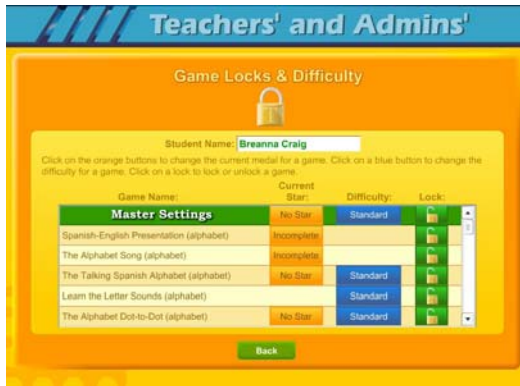 Teachers' and Admins'
Game Locks & Difficulty
Student Name: Breanna Craig
Click on the orange buttons to change the current medal for a game. Click on a blue button to change the
difficulty for a game. Click on a lock to lock or unlock a game.
Game Name: Current Star: Difficulty: Lock:
Master Settings No Star Standard
Spanish-English Presentation (alphabet) Incomplete
The Alphabet Song (alphabet) Incomplete
The Talking Spanish Alphabet (alphabet) No Star Standard
Learn the Letter Sounds (alphabet) Standard
The Alphabet Dot-to-Dot (alphabet) No Star Standard
Back